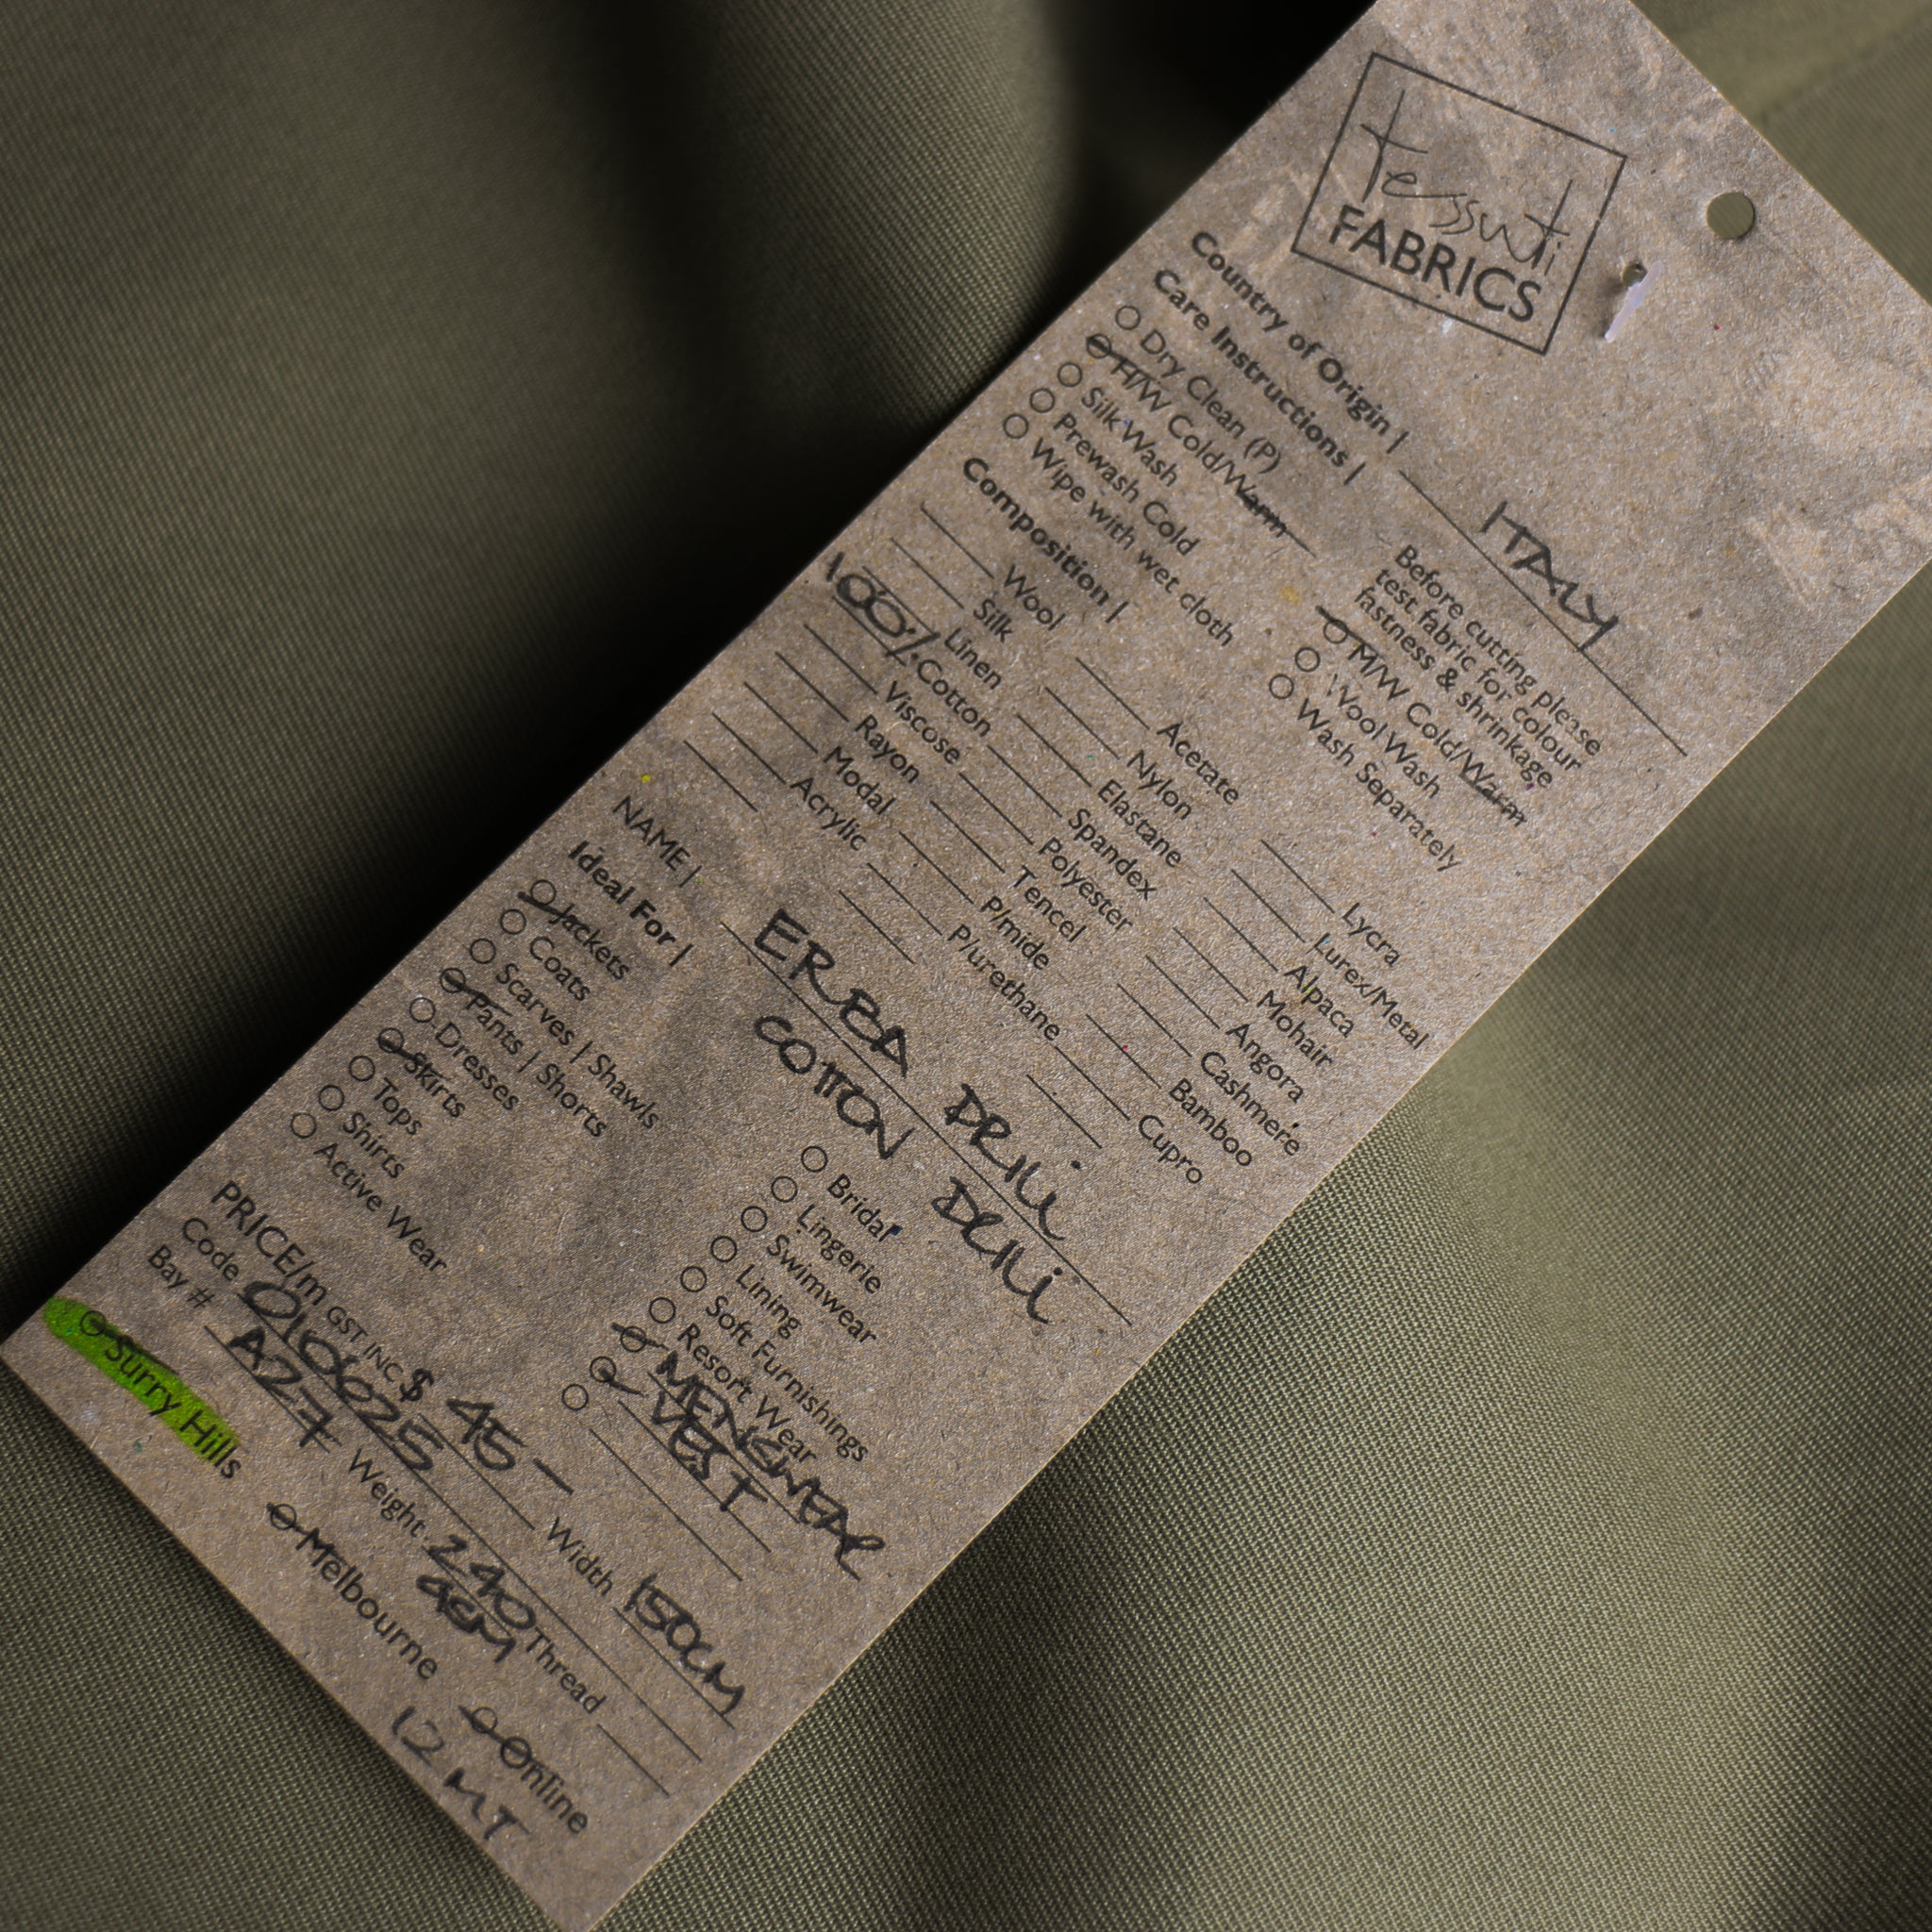 tessuti
FABRICS
Country of Origin | ITALY
Care Instructions |
Before cutting please
test fabric for colour
fastness & shrinkage
Dry Clean (P)
H/W Cold/Warm
Silk Wash
Prewash Cold
Wipe with wet cloth
M/W Cold/Warm
Wool Wash
Wash Separately
Composition |
Wool
Silk
Linen
100% Cotton
Viscose
Rayon
Modal
Acrylic
Acetate
Nylon
Elastane
Spandex
Polyester
Tencel
P/mide
P/urethane
Lycra
Lurex/Metal
Alpaca
Mohair
Angora
Cashmere
Bamboo
Cupro
NAME | ERBA DRILL
COTTON DRILL
Ideal For |
Jackets
Coats
Scarves | Shawls
Pants | Shorts
Dresses
Skirts
Tops
Shirts
Active Wear
Bridal
Lingerie
Swimwear
Lining
Soft Furnishings
Resort Wear
MENSWEAR
VEST
PRICE/m GST INC $ 45 - Width 150CM
Code 010625
Bay # A277 Weight 240 GSM Thread
Surry Hills Melbourne Online
12 MT